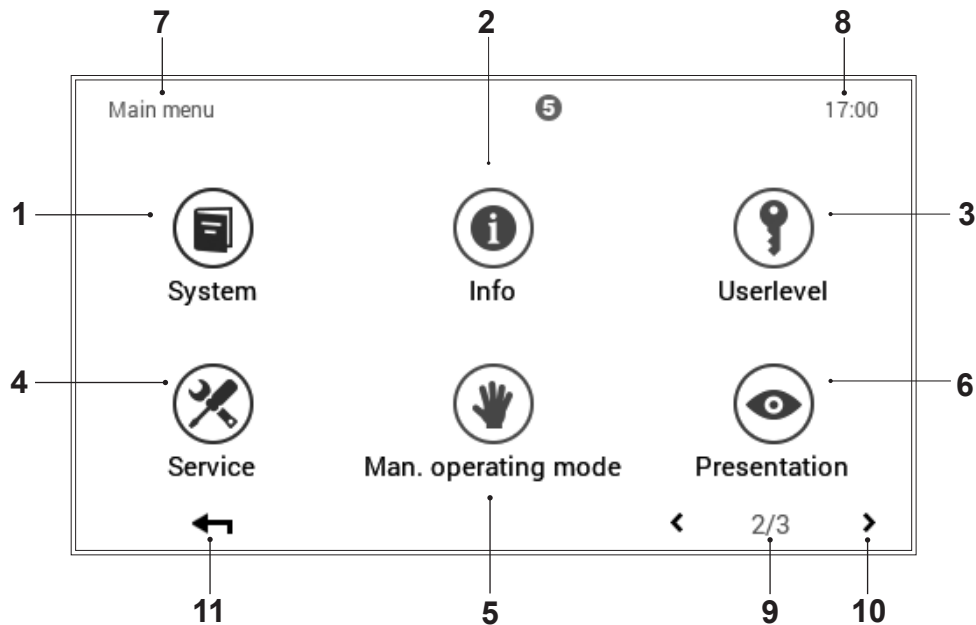 7 2 8
Main menu 5 17:00
1 3
System Info Userlevel
4 6
Service Man. operating mode Presentation
2/3
11 5 9 10